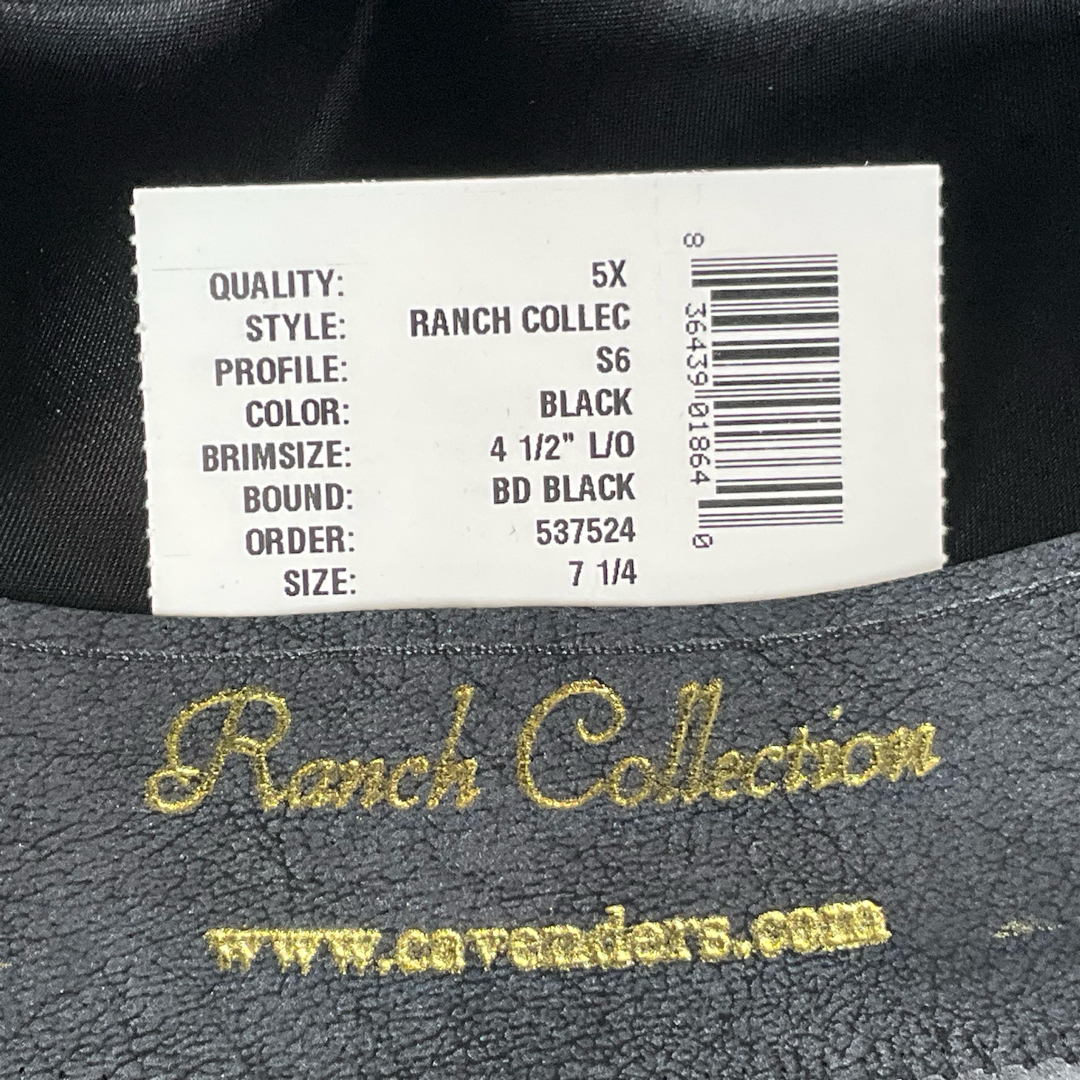 QUALITY: 5X
STYLE: RANCH COLLEC
PROFILE: S6
COLOR: BLACK
BRIMSIZE: 4 1/2" L/O
BOUND: BD BLACK
ORDER: 537524
SIZE: 7 1/4
8 36439 01864 0
Ranch Collection
www.cavenders.com